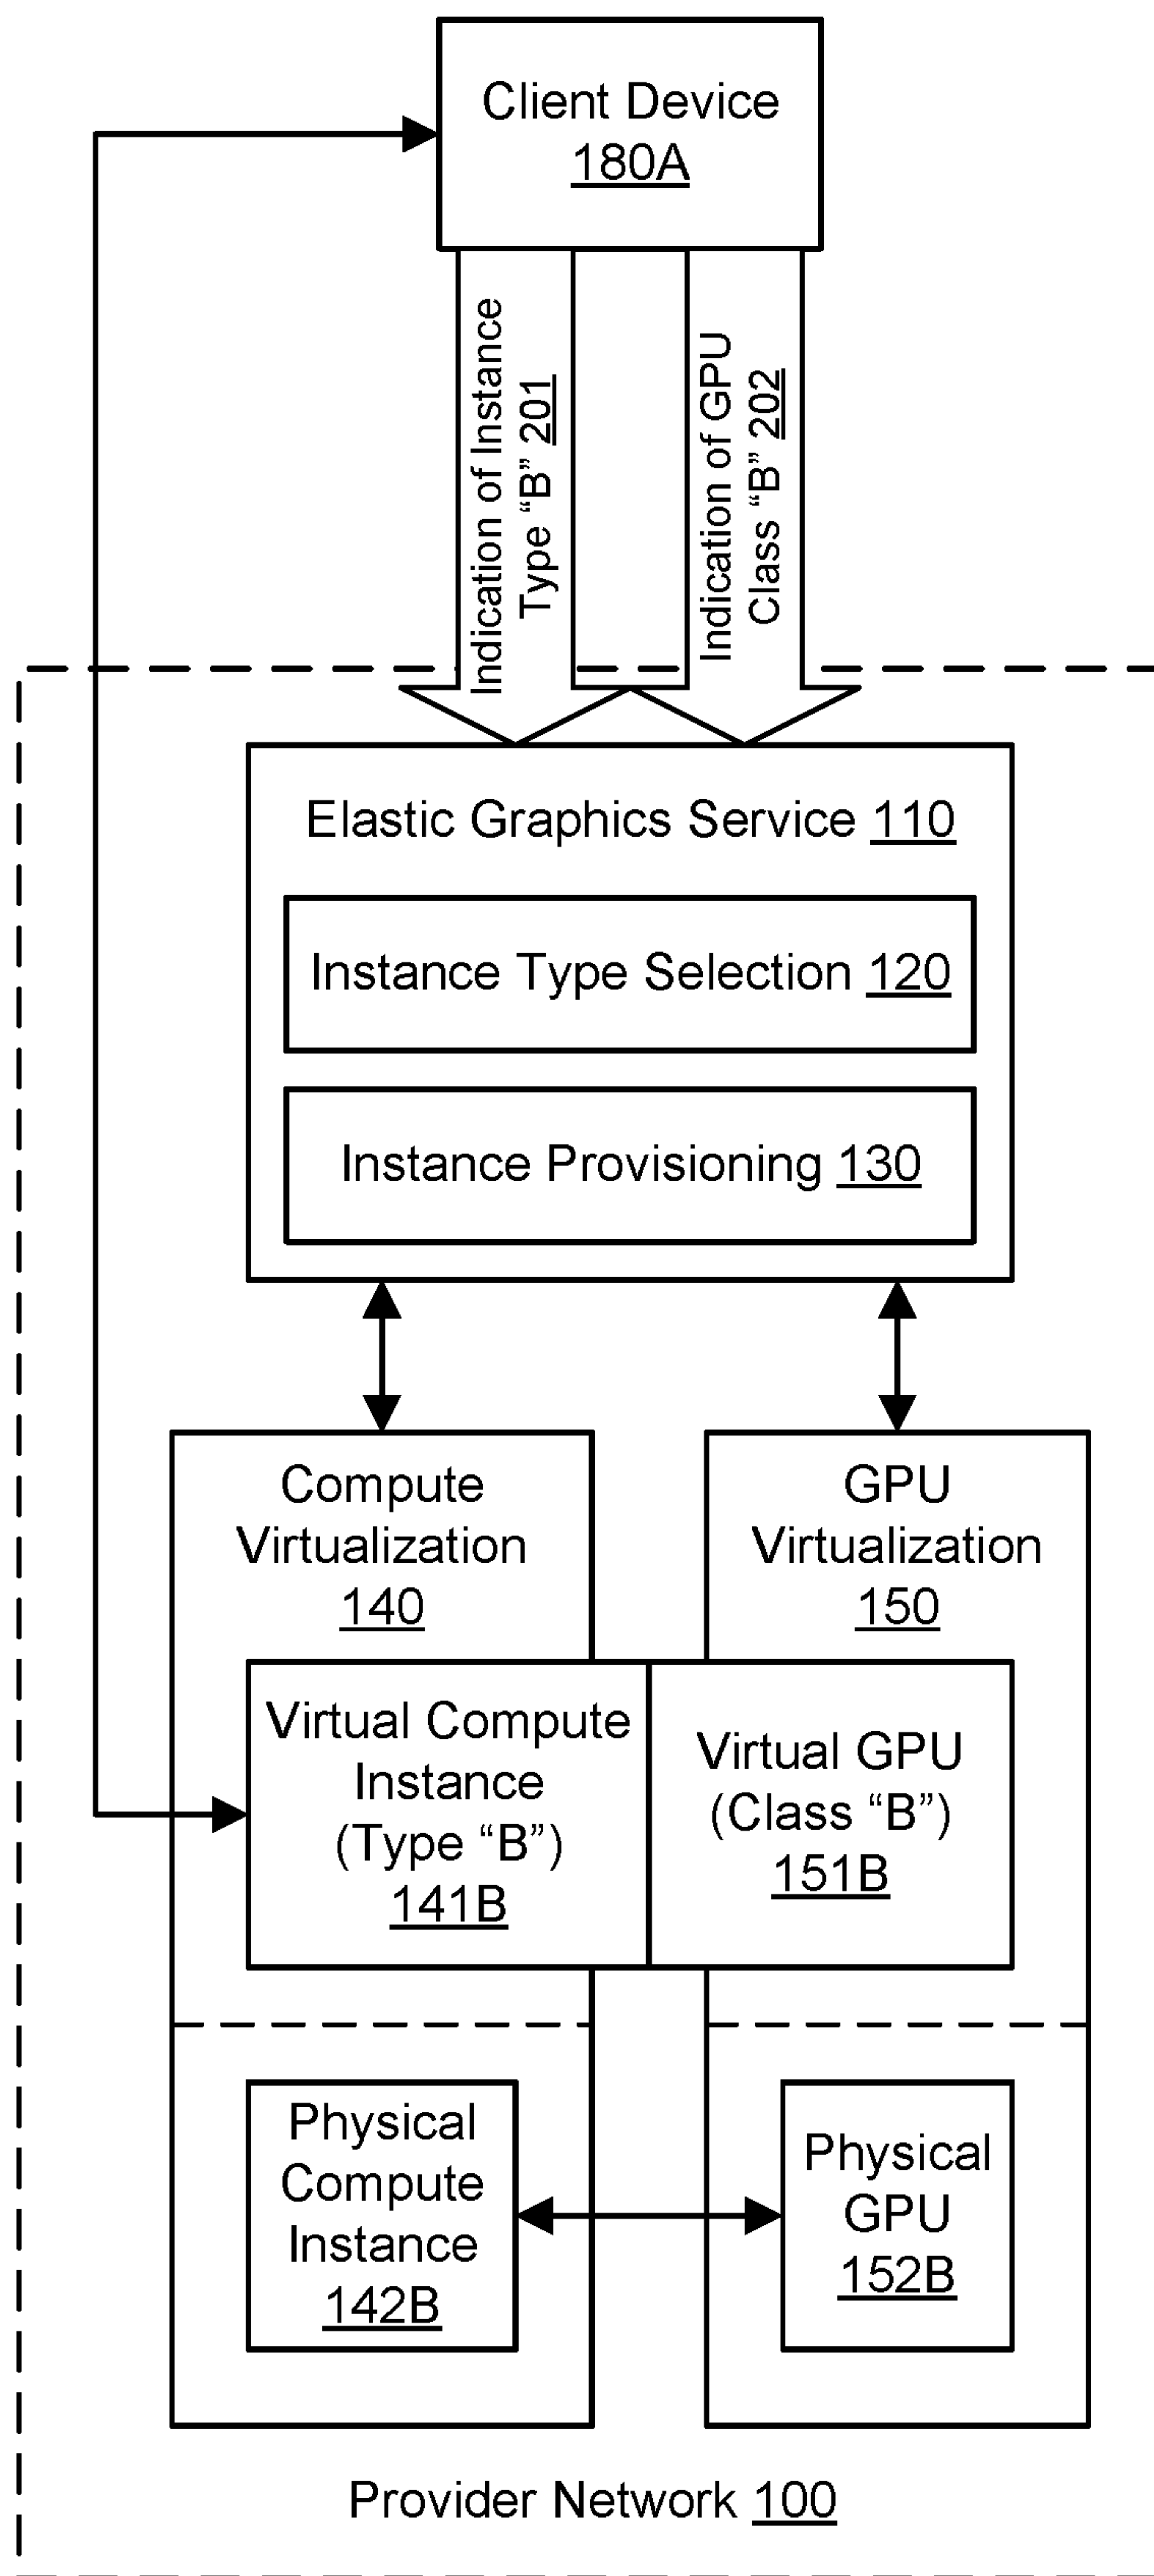 Client Device
180A
Indication of Instance
Type “B” 201
Indication of GPU
Class “B” 202
Elastic Graphics Service 110
Instance Type Selection 120
Instance Provisioning 130
Compute
Virtualization
140
GPU
Virtualization
150
Virtual Compute
Instance
(Type “B”)
141B
Virtual GPU
(Class “B”)
151B
Physical
Compute
Instance
142B
Physical
GPU
152B
Provider Network 100